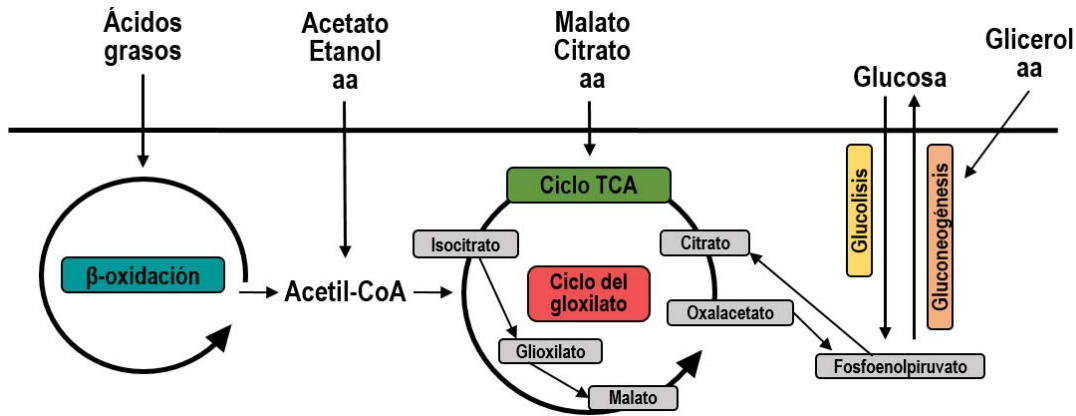 Ácidos
grasos
Acetato
Etanol
aa
Malato
Citrato
aa
Glucosa
Glicerol
aa
β-oxidación
Acetil-CoA
Ciclo TCA
Isocitrato
Citrato
Ciclo del
gloxilato
Oxalacetato
Glioxilato
Malato
Fosfoenolpiruvato
Glucolisis
Gluconeogénesis